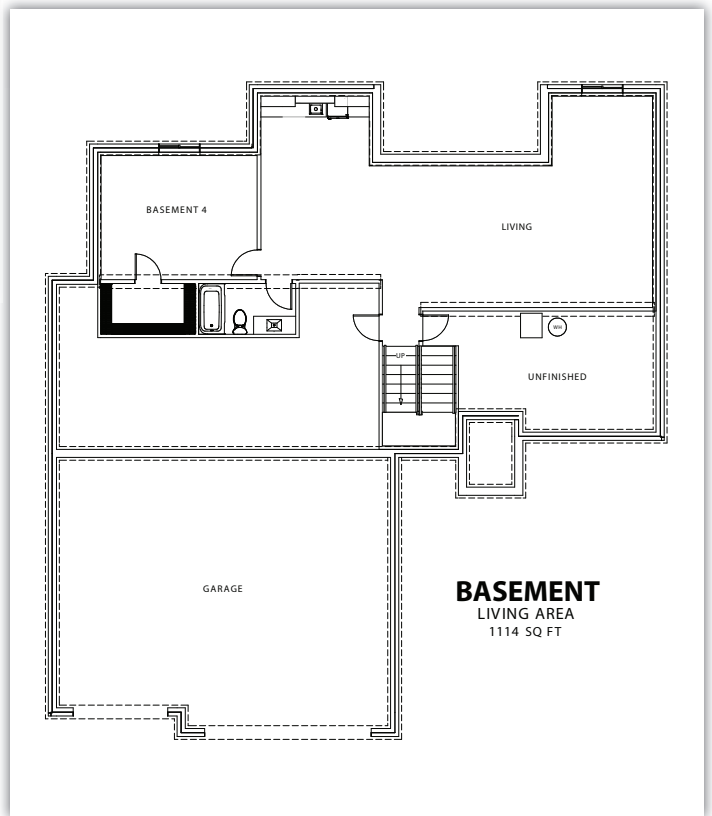 BASEMENT 4
LIVING
UP
WH
UNFINISHED
GARAGE
BASEMENT
LIVING AREA
1114 SQ FT